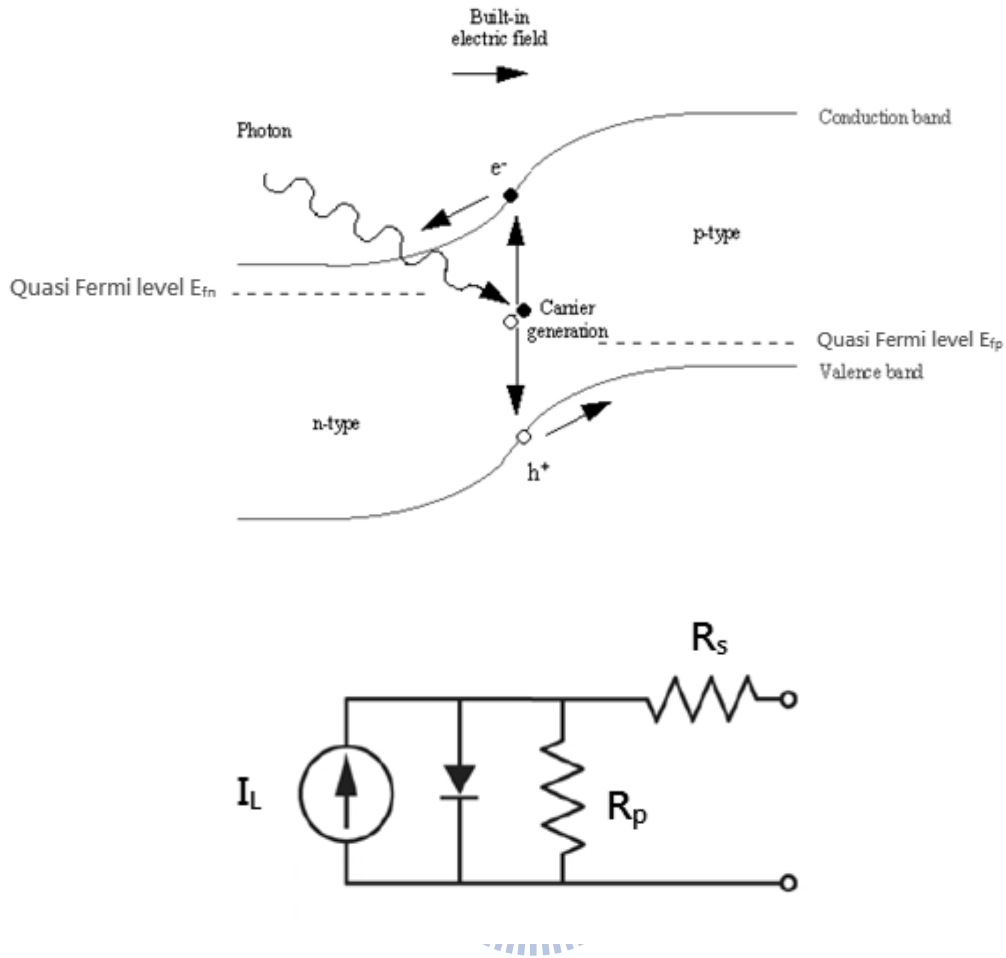 Built-in
electric field
Photon
Conduction band
e⁻
p-type
Quasi Fermi level Efn
Carrier
generation
Quasi Fermi level Efp
Valence band
n-type
h⁺
Rs
IL
Rp